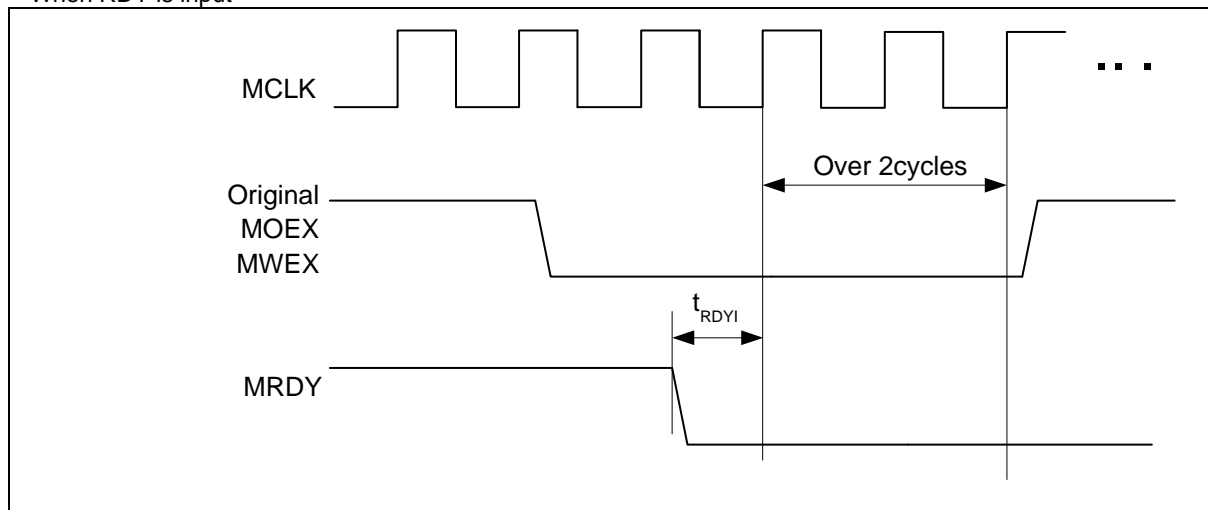 When RDY is input
MCLK
· · ·
Over 2cycles
Original
MOEX
MWEX
tRDYI
MRDY